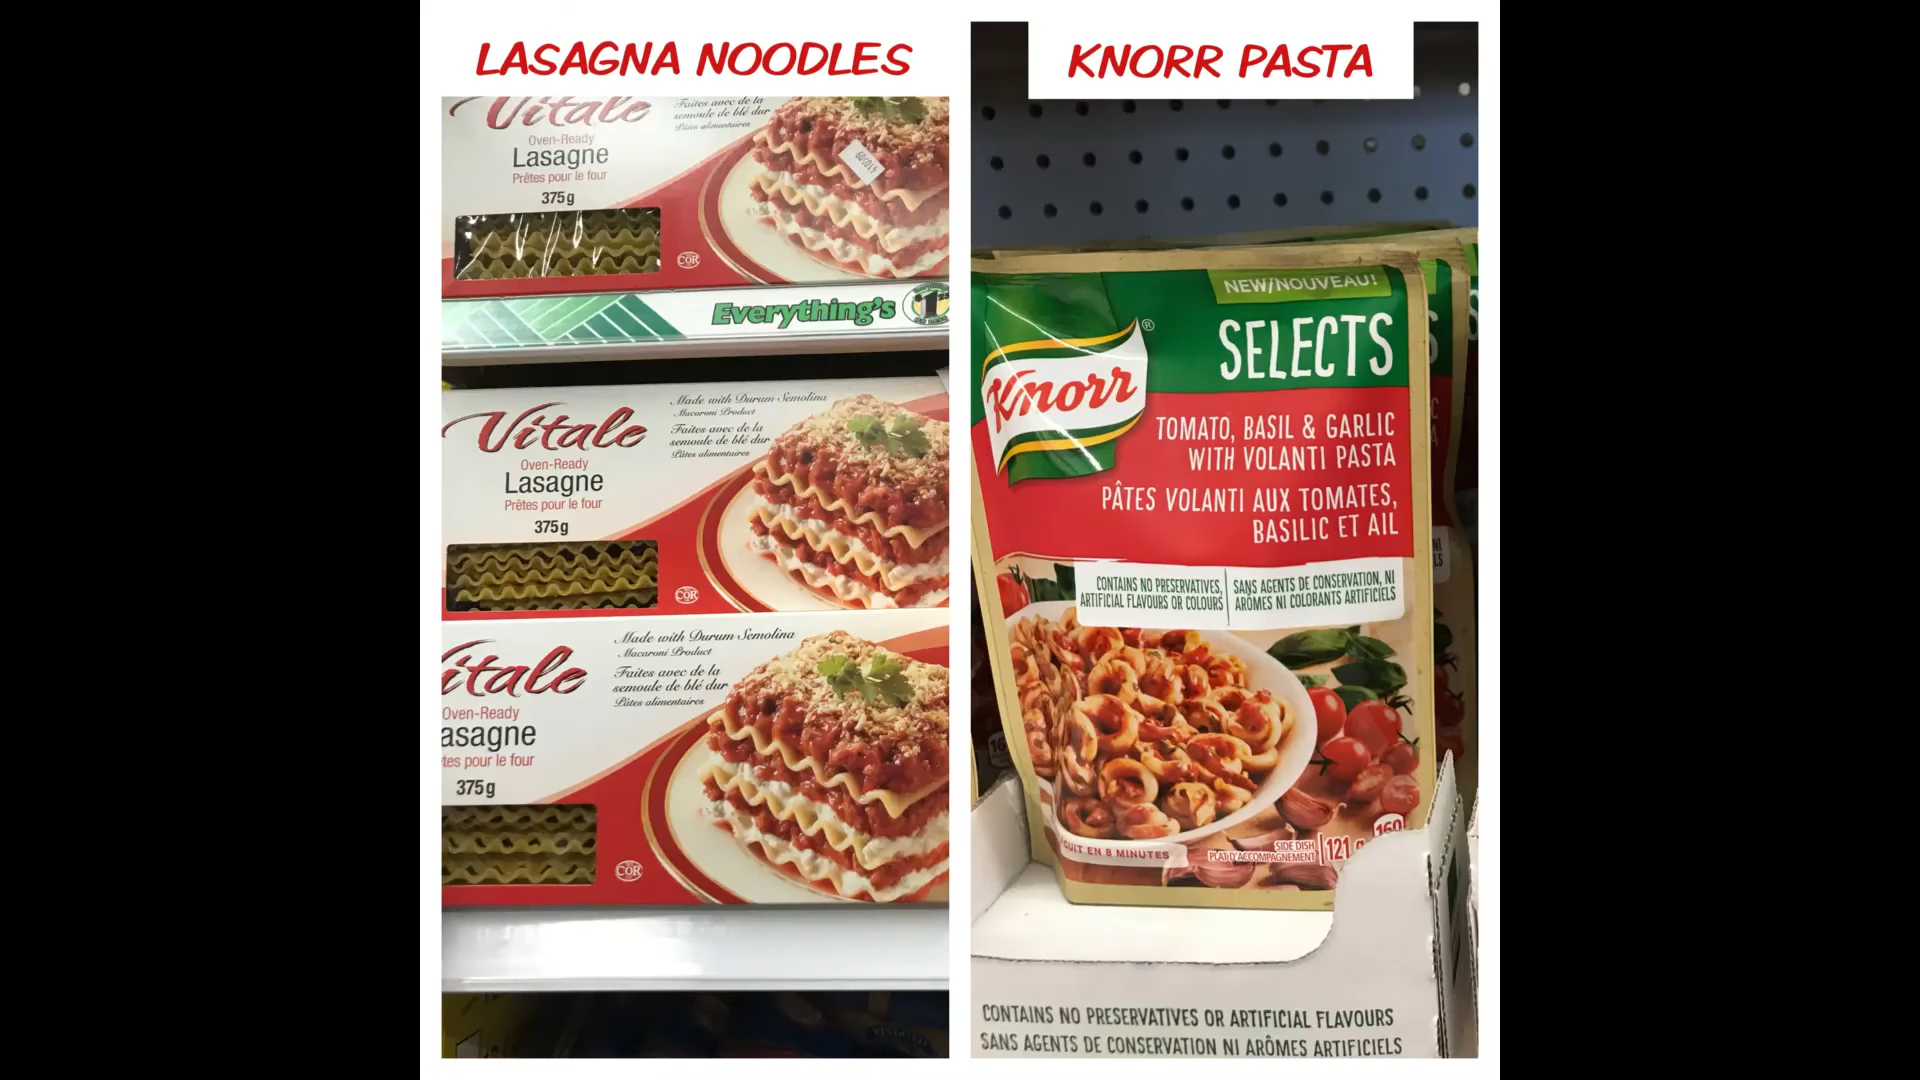 LASAGNA NOODLES
Vitale
Faites avec de la
semoule de blé dur
Pâtes alimentaires
Oven-Ready
Lasagne
Prêtes pour le four
375g
COR
Everything's
Vitale
Made with Durum Semolina
Macaroni Product
Faites avec de la
semoule de blé dur
Pâtes alimentaires
Oven-Ready
Lasagne
Prêtes pour le four
375g
COR
itale
Made with Durum Semolina
Macaroni Product
Faites avec de la
semoule de blé dur
Pâtes alimentaires
Oven-Ready
asagne
tes pour le four
375g
COR
KNORR PASTA
NEW/NOUVEAU!
SELECTS
Knorr®
TOMATO, BASIL & GARLIC
WITH VOLANTI PASTA
PÂTES VOLANTI AUX TOMATES,
BASILIC ET AIL
CONTAINS NO PRESERVATIVES,
ARTIFICIAL FLAVOURS OR COLOURS
SANS AGENTS DE CONSERVATION, NI
ARÔMES NI COLORANTS ARTIFICIELS
CUIT EN 8 MINUTES
SIDE DISH
PLAT D'ACCOMPAGNEMENT
121 g
160
CONTAINS NO PRESERVATIVES OR ARTIFICIAL FLAVOURS
SANS AGENTS DE CONSERVATION NI ARÔMES ARTIFICIELS